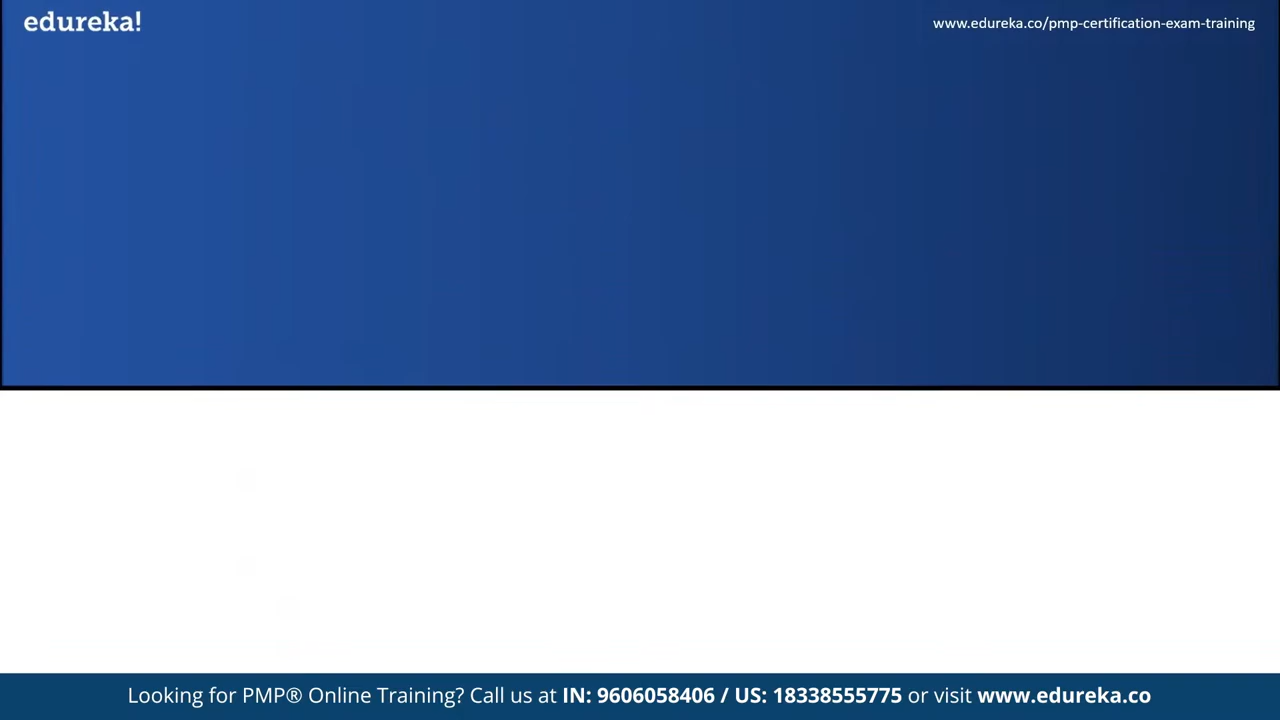 edureka!
www.edureka.co/pmp-certification-exam-training
Looking for PMP® Online Training? Call us at IN: 9606058406 / US: 18338555775 or visit www.edureka.co